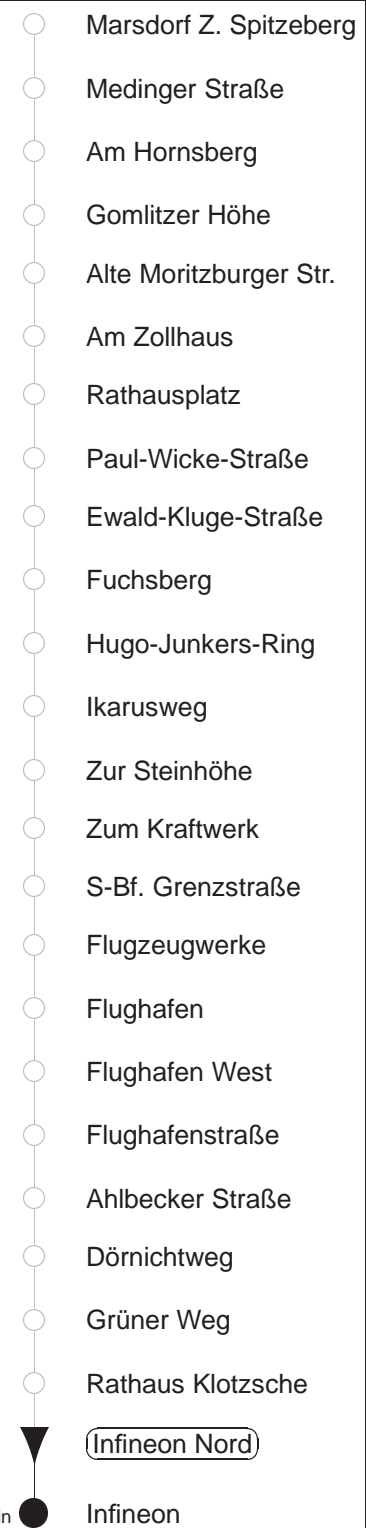 Marsdorf Z. Spitzeberg
Medinger Straße
Am Hornsberg
Gomlitzer Höhe
Alte Moritzburger Str.
Am Zollhaus
Rathausplatz
Paul-Wicke-Straße
Ewald-Kluge-Straße
Fuchsberg
Hugo-Junkers-Ring
Ikarusweg
Zur Steinhöhe
Zum Kraftwerk
S-Bf. Grenzstraße
Flugzeugwerke
Flughafen
Flughafen West
Flughafenstraße
Ahlbecker Straße
Dörnichtweg
Grüner Weg
Rathaus Klotzsche
Infineon Nord
Infineon